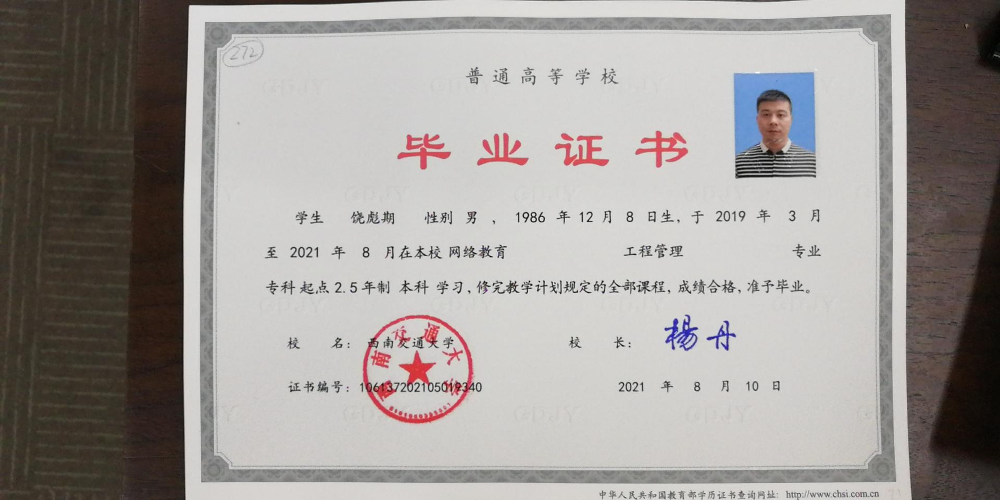 272
普通高等学校
毕业证书
学生 饶彪期 性别 男 , 1986 年 12 月 8 日生, 于 2019 年 3 月
至 2021 年 8 月在本校 网络教育 工程管理 专业
专科 起点 2.5 年制 本科 学习, 修完教学计划规定的全部课程, 成绩合格, 准予毕业。
校 名: 西南交通大学
校 长: 楊丹
西南交通大学
证书编号: 106137202105019340
2021 年 8 月 10 日
中华人民共和国教育部学历证书查询网址: http://www.chsi.com.cn